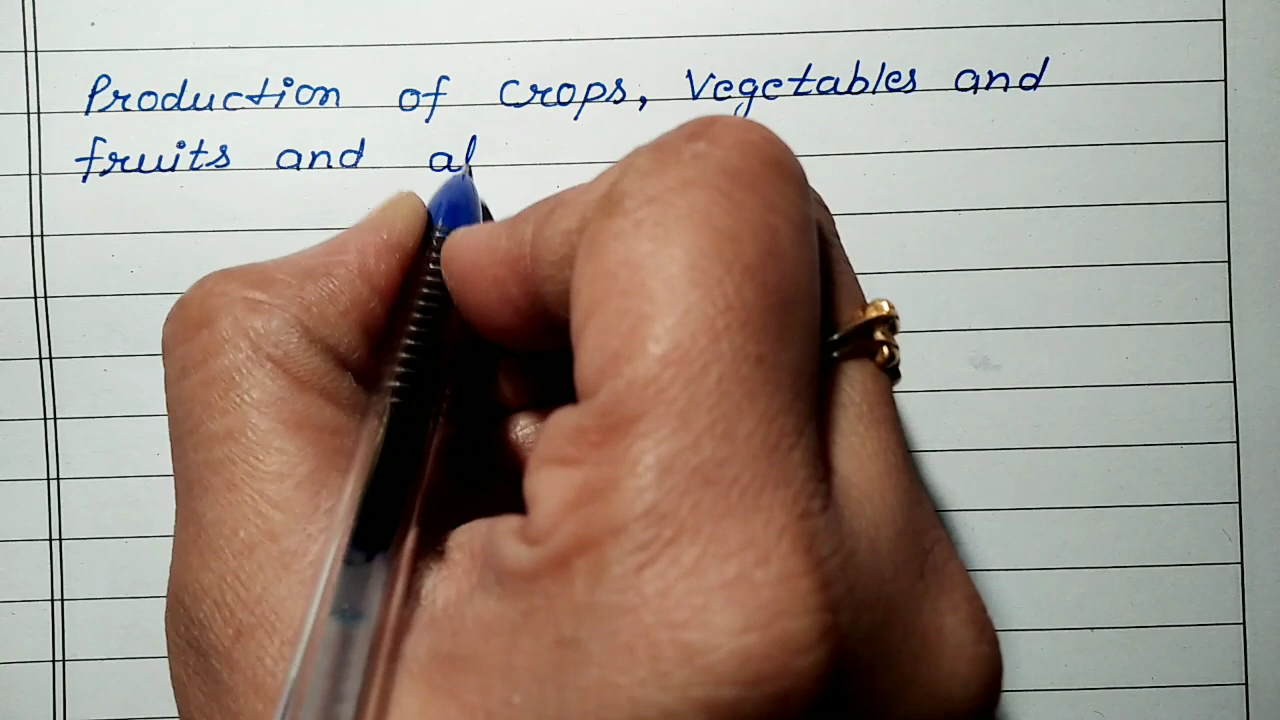 Production of crops, Vegetables and
fruits and al